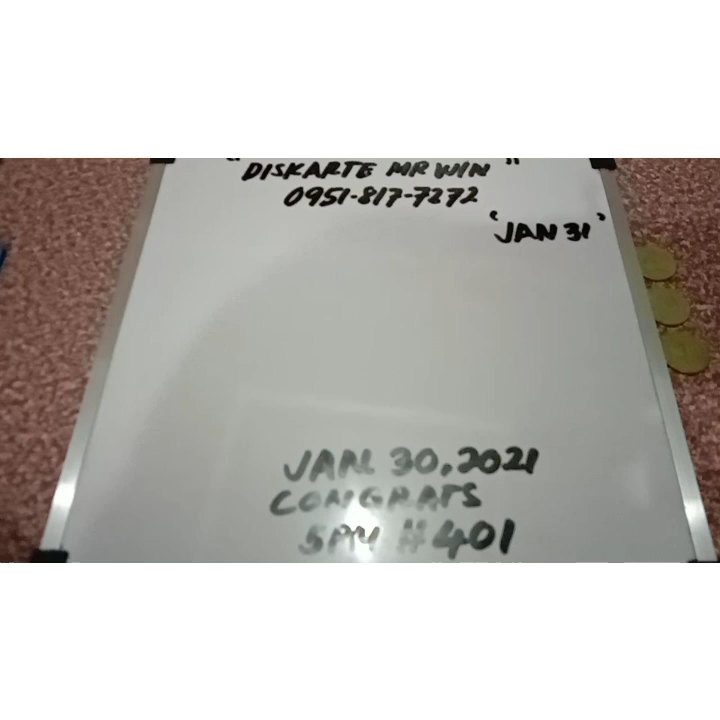 "DISKARTE MR WIN"
0951-817-7272
'JAN 31'
JAN. 30, 2021
CONGRATS
5PM #401